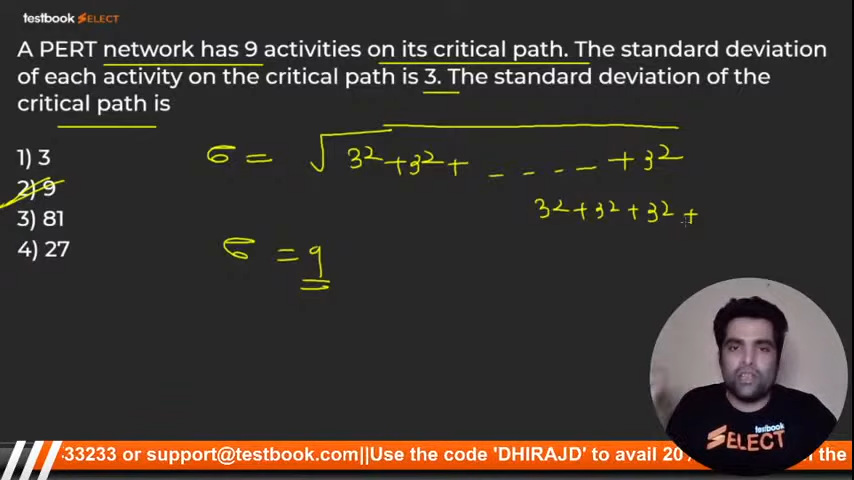 testbook SELECT
A PERT network has 9 activities on its critical path. The standard deviation
of each activity on the critical path is 3. The standard deviation of the
critical path is
1) 3
2) 9
3) 81
4) 27
σ = √3² + 3² + - - - - + 3²
3² + 3² + 3² +
σ = 9
testbook
SELECT
-33233 or support@testbook.com||Use the code 'DHIRAJD' to avail 20
the